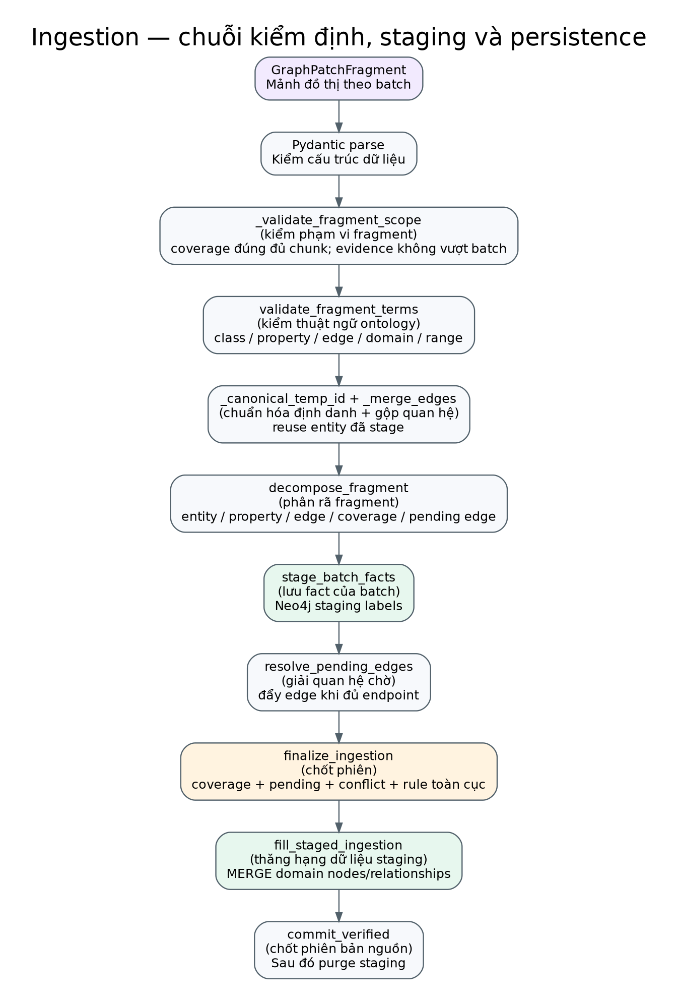 Ingestion — chuỗi kiểm định, staging và persistence
GraphPatchFragment
Mảnh đồ thị theo batch
Pydantic parse
Kiểm cấu trúc dữ liệu
_validate_fragment_scope
(kiểm phạm vi fragment)
coverage đúng đủ chunk; evidence không vượt batch
validate_fragment_terms
(kiểm thuật ngữ ontology)
class / property / edge / domain / range
_canonical_temp_id + _merge_edges
(chuẩn hóa định danh + gộp quan hệ)
reuse entity đã stage
decompose_fragment
(phân rã fragment)
entity / property / edge / coverage / pending edge
stage_batch_facts
(lưu fact của batch)
Neo4j staging labels
resolve_pending_edges
(giải quan hệ chờ)
đẩy edge khi đủ endpoint
finalize_ingestion
(chốt phiên)
coverage + pending + conflict + rule toàn cục
fill_staged_ingestion
(thăng hạng dữ liệu staging)
MERGE domain nodes/relationships
commit_verified
(chốt phiên bản nguồn)
Sau đó purge staging